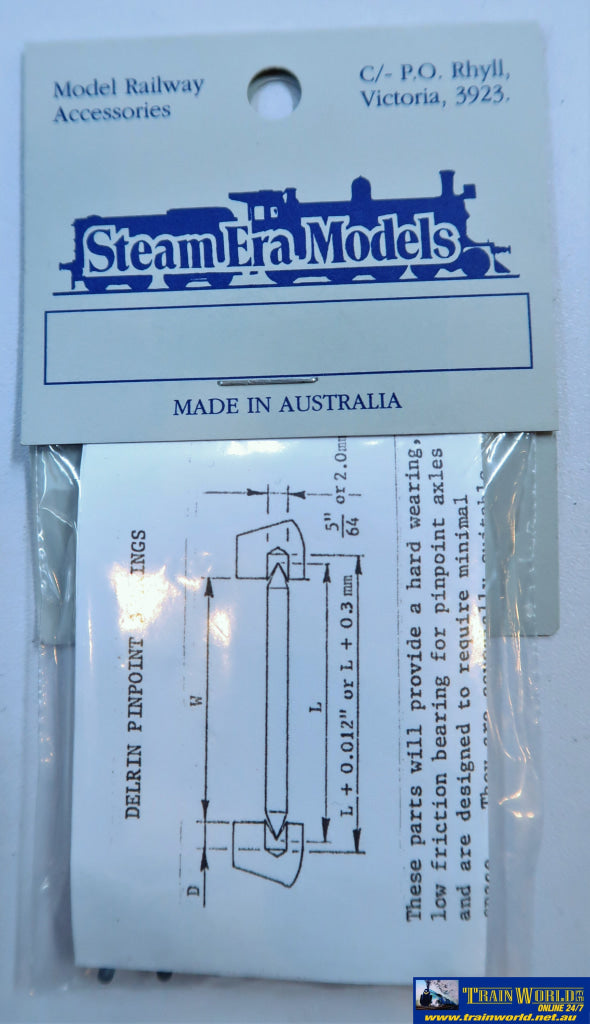 Model Railway
Accessories
C/- P.O. Rhyll,
Victoria, 3923.
Steam Era Models
MADE IN AUSTRALIA
DELRIN PINPOINT
W
D
L
L + 0.012" or L + 0.3 mm
5"
64
or 2.0mm
These parts will provide a hard wearing,
low friction bearing for pinpoint axles
and are designed to require minimal
TRAIN WORLD
ONLINE 24/7
www.trainworld.net.au